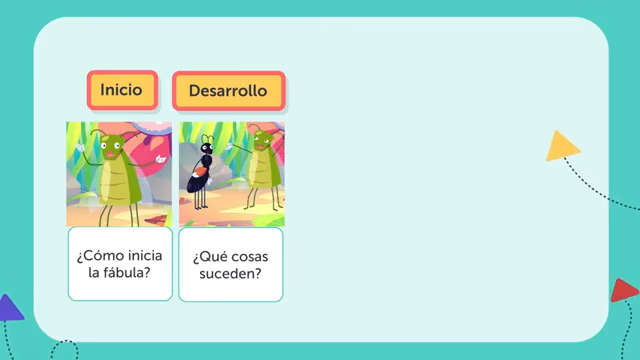 Inicio
Desarrollo
¿Cómo inicia
la fábula?
¿Qué cosas
suceden?